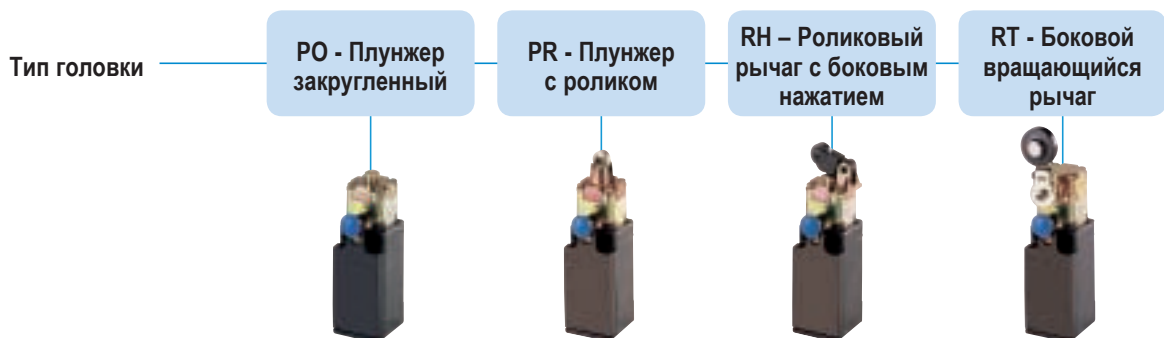 Тип головки
PO - Плунжер
закругленный
PR - Плунжер
с роликом
RH – Роликовый
рычаг с боковым
нажатием
RT - Боковой
вращающийся
рычаг